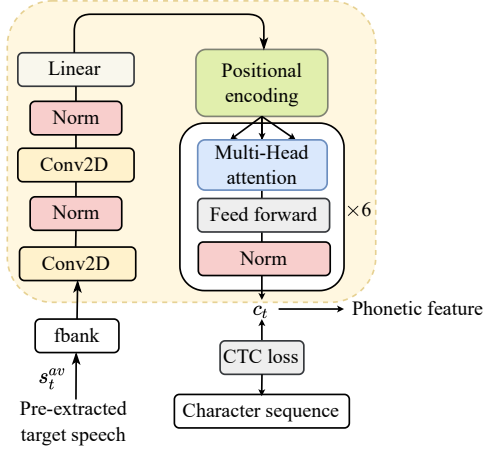 Linear
Norm
Conv2D
Norm
Conv2D
fbank
s_t^{av}
Pre-extracted
target speech
Positional
encoding
Multi-Head
attention
Feed forward
Norm
×6
c_t
Phonetic feature
CTC loss
Character sequence